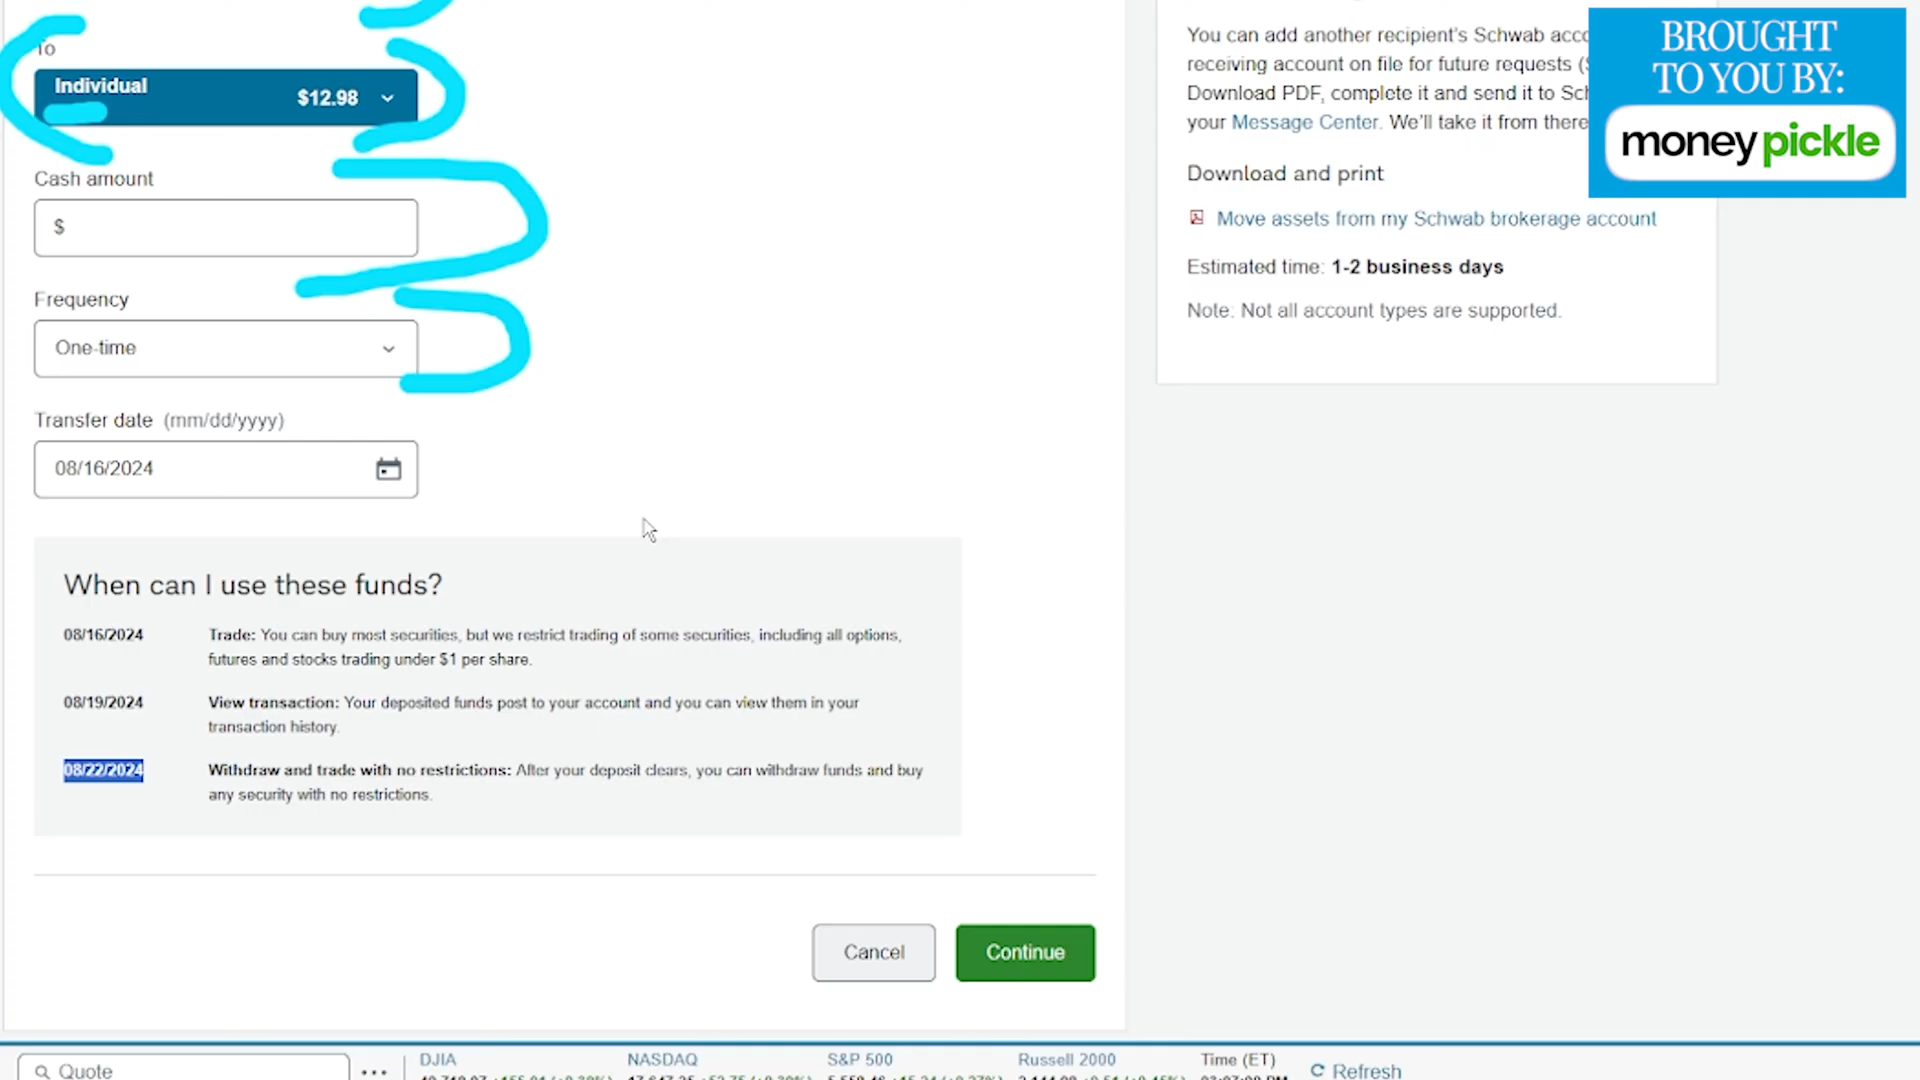 To
Individual
$12.98
Cash amount
$
Frequency
One-time
Transfer date (mm/dd/yyyy)
08/16/2024
When can I use these funds?
08/16/2024 Trade: You can buy most securities, but we restrict trading of some securities, including all options,
futures and stocks trading under $1 per share.
08/19/2024 View transaction: Your deposited funds post to your account and you can view them in your
transaction history.
08/22/2024 Withdraw and trade with no restrictions: After your deposit clears, you can withdraw funds and buy
any security with no restrictions.
Cancel Continue
You can add another recipient's Schwab acc
receiving account on file for future requests (
Download PDF, complete it and send it to Sch
your Message Center. We'll take it from there
Download and print
Move assets from my Schwab brokerage account
Estimated time: 1-2 business days
Note: Not all account types are supported.
BROUGHT
TO YOU BY:
moneypickle
Quote ... DJIA NASDAQ S&P 500 Russell 2000 Time (ET) Refresh